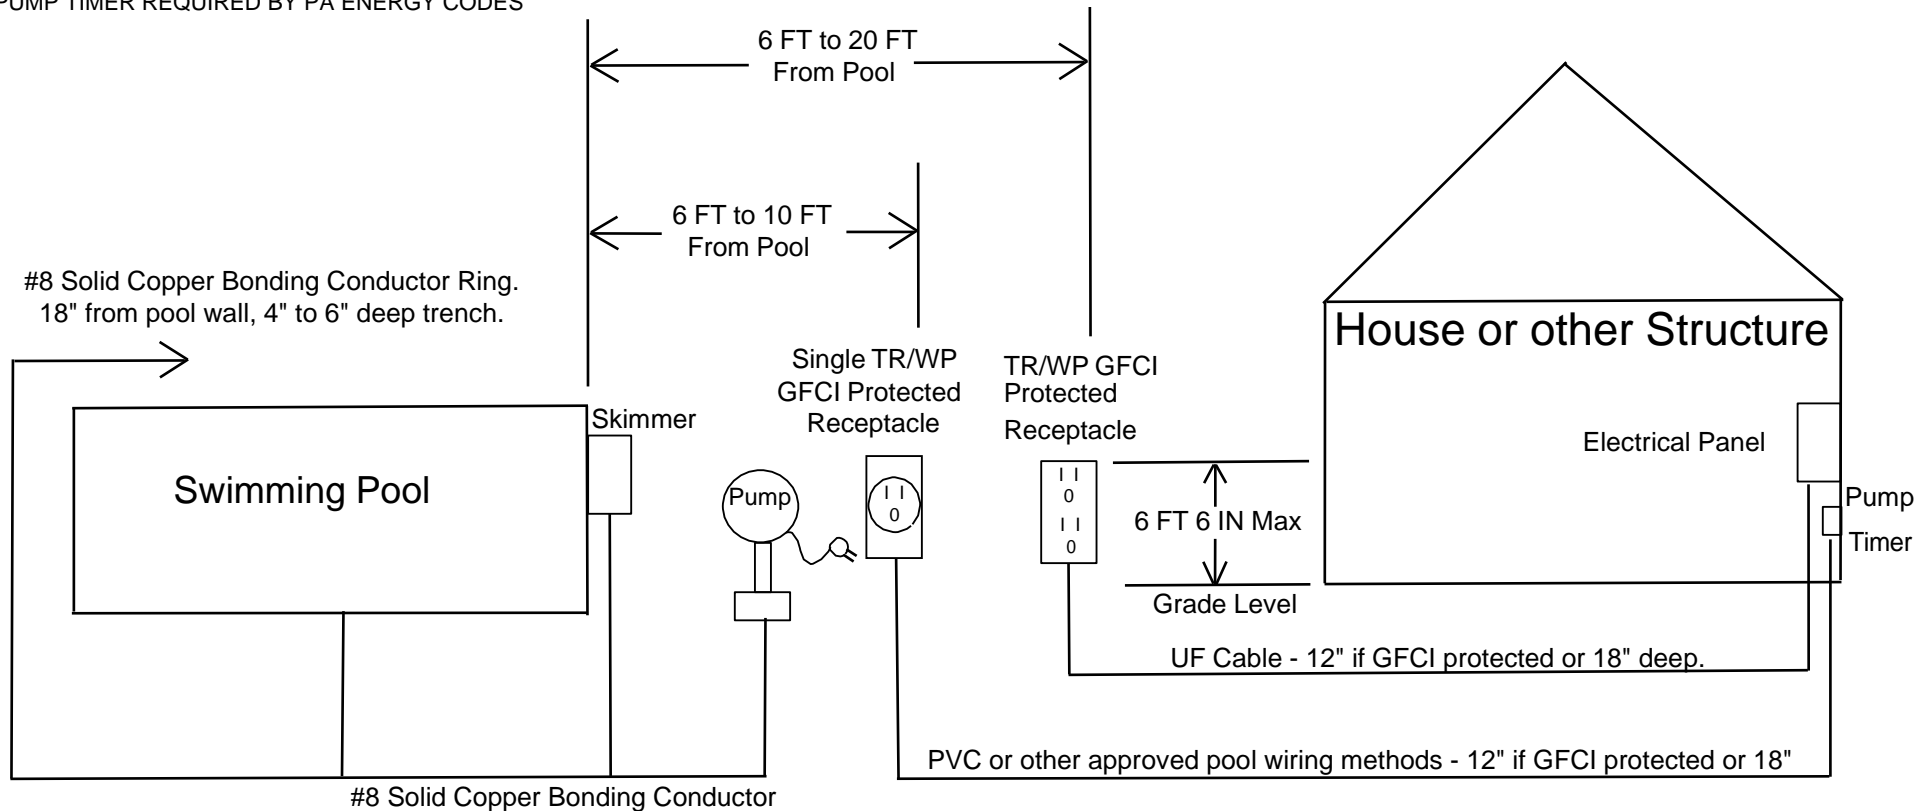 PUMP TIMER REQUIRED BY PA ENERGY CODES
6 FT to 20 FT
From Pool
6 FT to 10 FT
From Pool
#8 Solid Copper Bonding Conductor Ring.
18" from pool wall, 4" to 6" deep trench.
House or other Structure
Single TR/WP
GFCI Protected
Receptacle
TR/WP GFCI
Protected
Receptacle
Skimmer
Swimming Pool
Pump
Electrical Panel
Pump
Timer
6 FT 6 IN Max
Grade Level
UF Cable - 12" if GFCI protected or 18" deep.
PVC or other approved pool wiring methods - 12" if GFCI protected or 18"
#8 Solid Copper Bonding Conductor